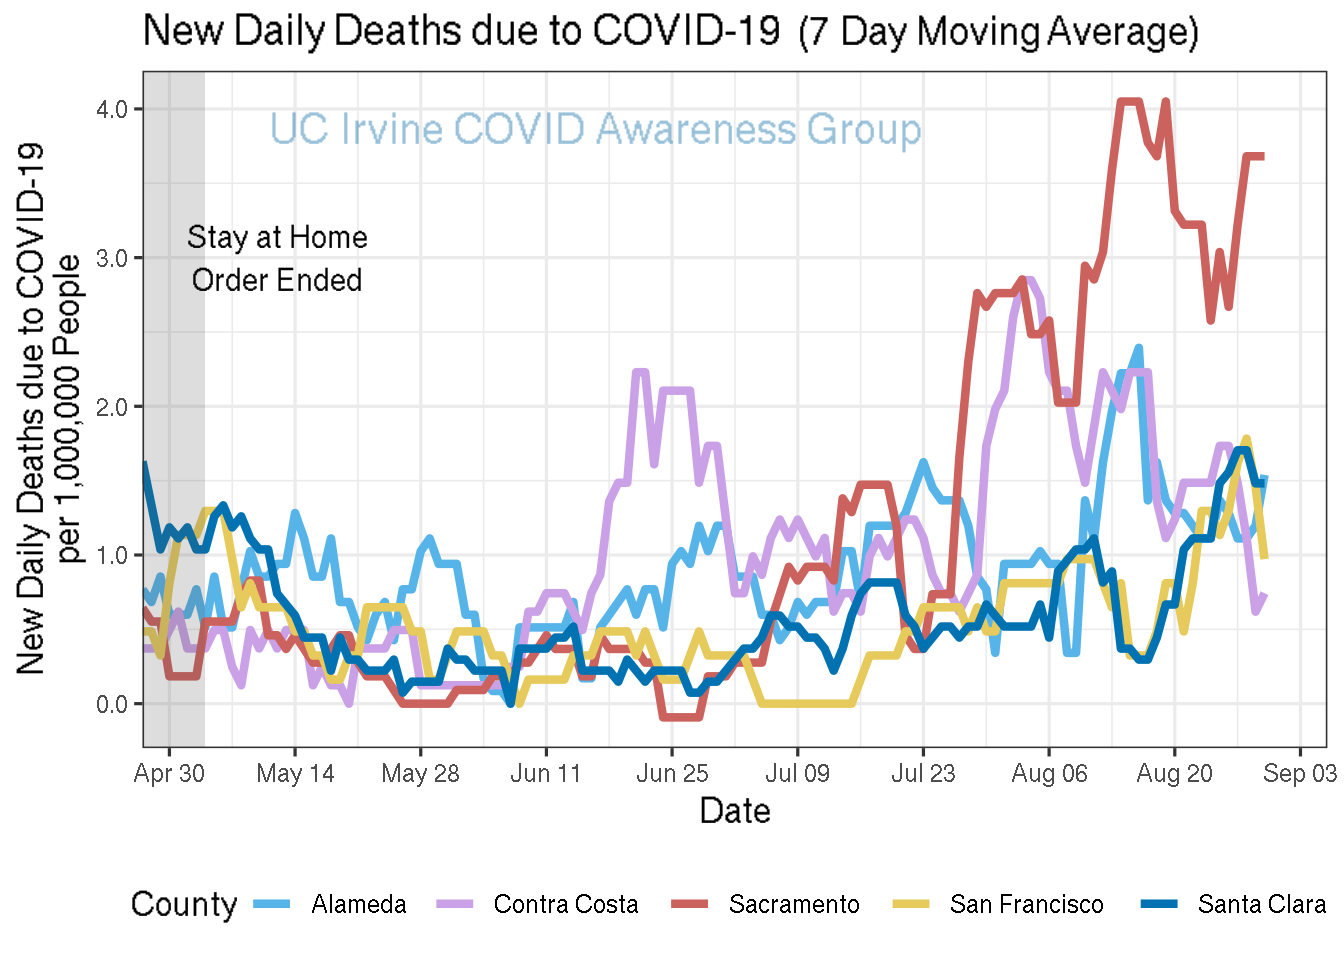 New Daily Deaths due to COVID-19 (7 Day Moving Average)
UC Irvine COVID Awareness Group
Stay at Home
Order Ended
New Daily Deaths due to COVID-19
per 1,000,000 People
4.0
3.0
2.0
1.0
0.0
Apr 30 May 14 May 28 Jun 11 Jun 25 Jul 09 Jul 23 Aug 06 Aug 20 Sep 03
Date
County Alameda Contra Costa Sacramento San Francisco Santa Clara